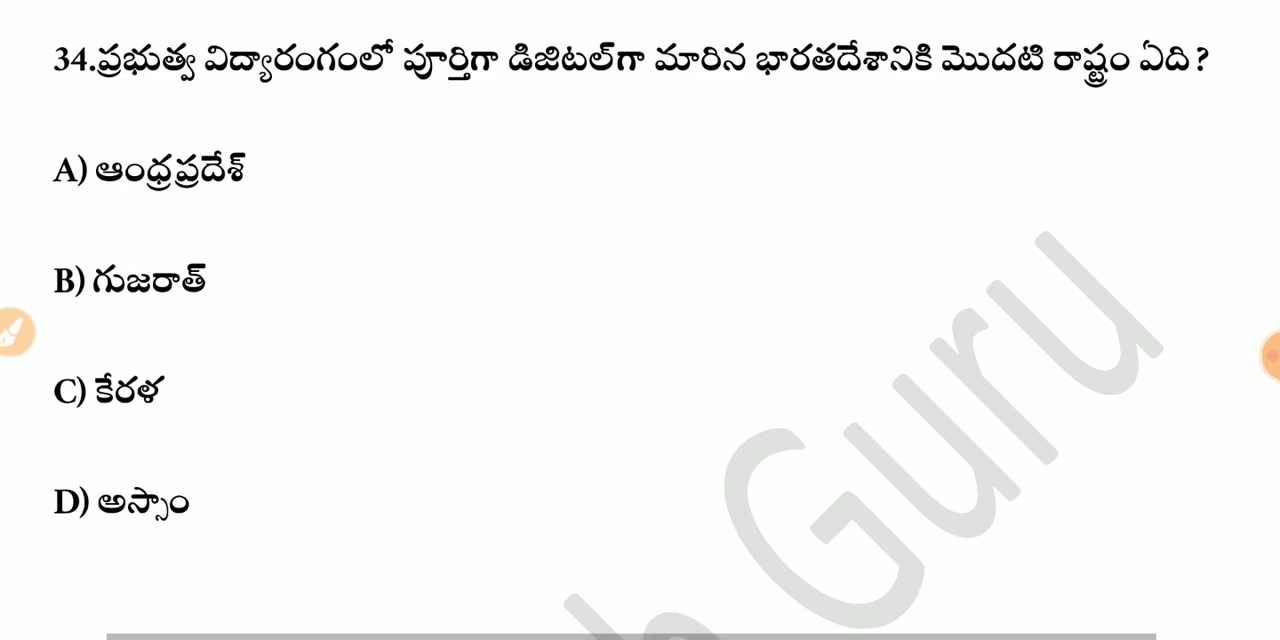 34.ప్రభుత్వ విద్యారంగంలో పూర్తిగా డిజిటల్‌గా మారిన భారతదేశానికి మొదటి రాష్ట్రం ఏది?
A) ఆంధ్రప్రదేశ్
B) గుజరాత్
C) కేరళ
D) అస్సాం
Guru